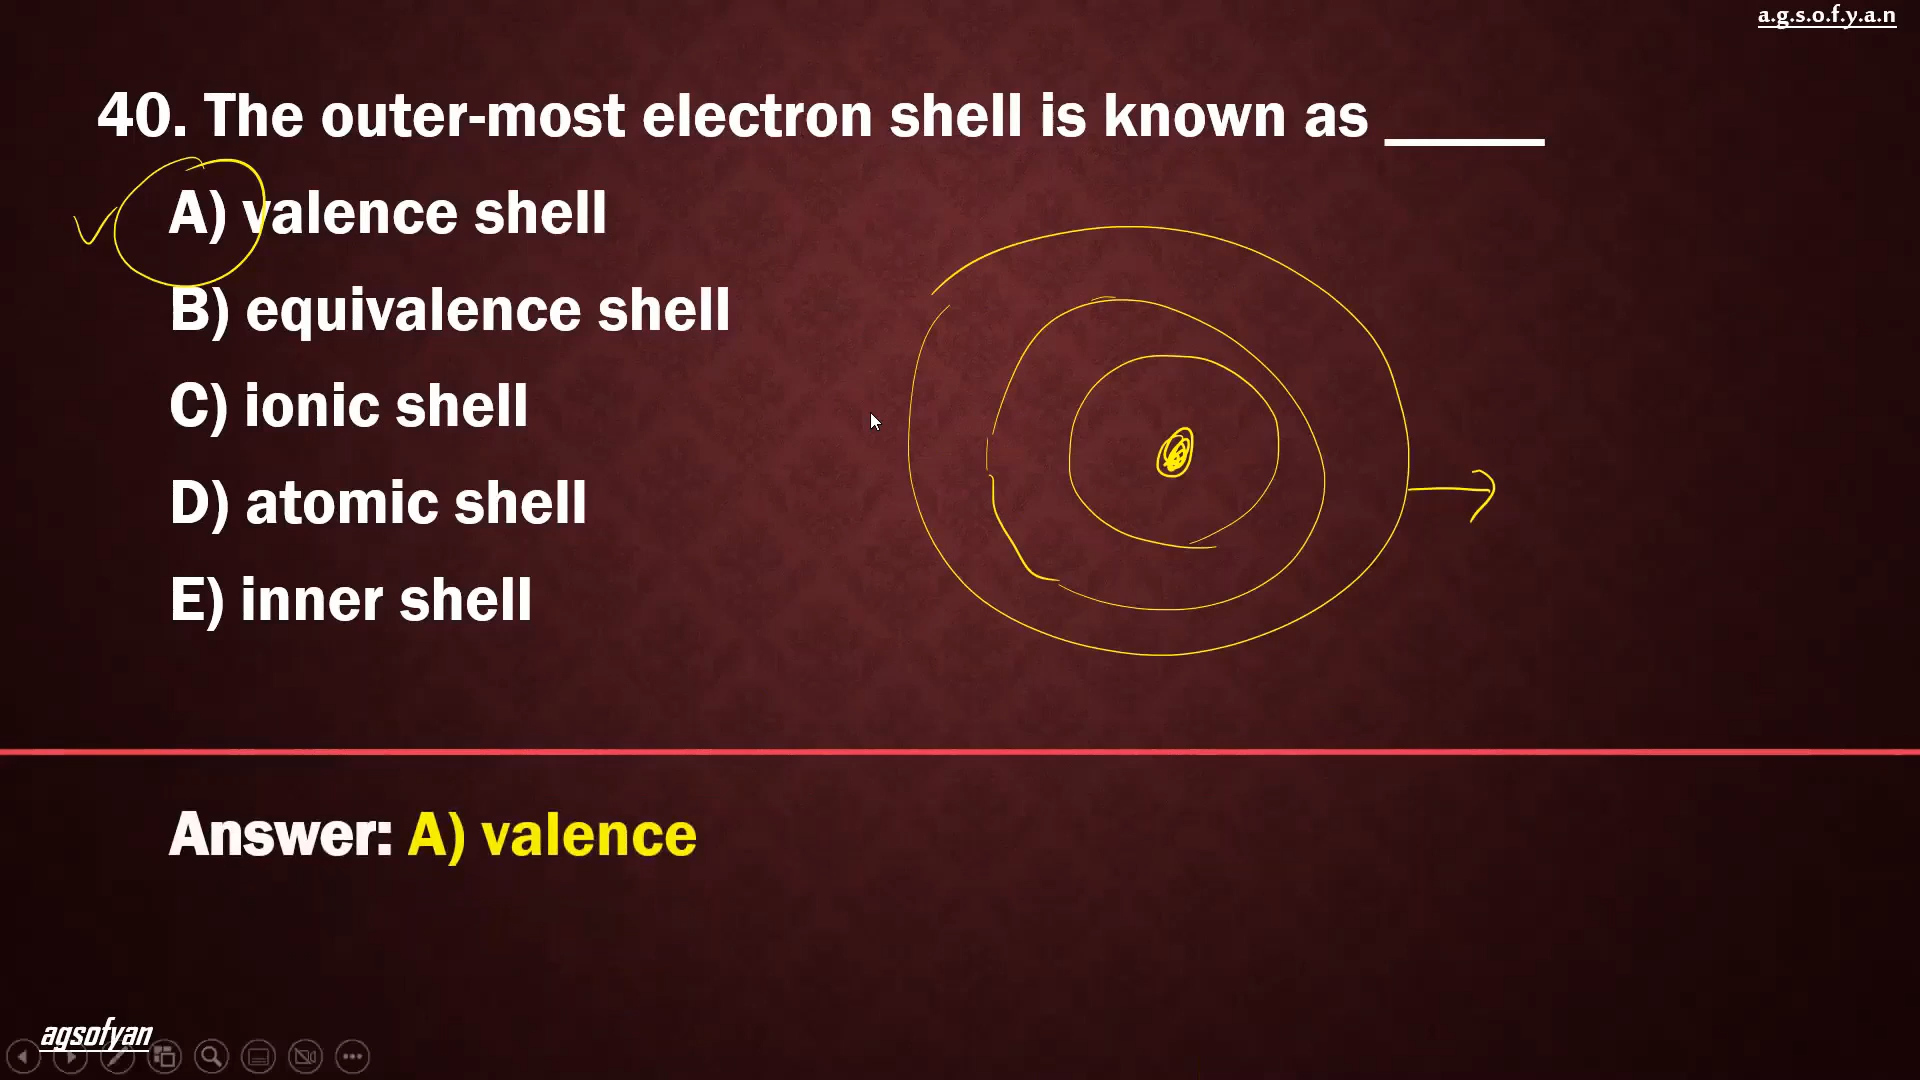 a.g.s.o.f.y.a.n
40. The outer-most electron shell is known as _____
A) valence shell
B) equivalence shell
C) ionic shell
D) atomic shell
E) inner shell
Answer: A) valence
agsofyan